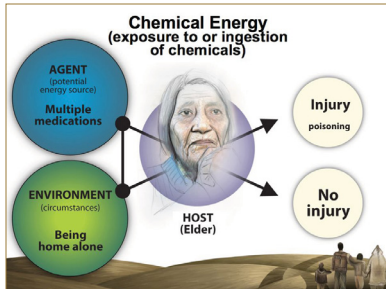 Chemical Energy
(exposure to or ingestion
of chemicals)
AGENT
(potential
energy source)
Multiple
medications
ENVIRONMENT
(circumstances)
Being
home alone
HOST
(Elder)
Injury
poisoning
No
injury